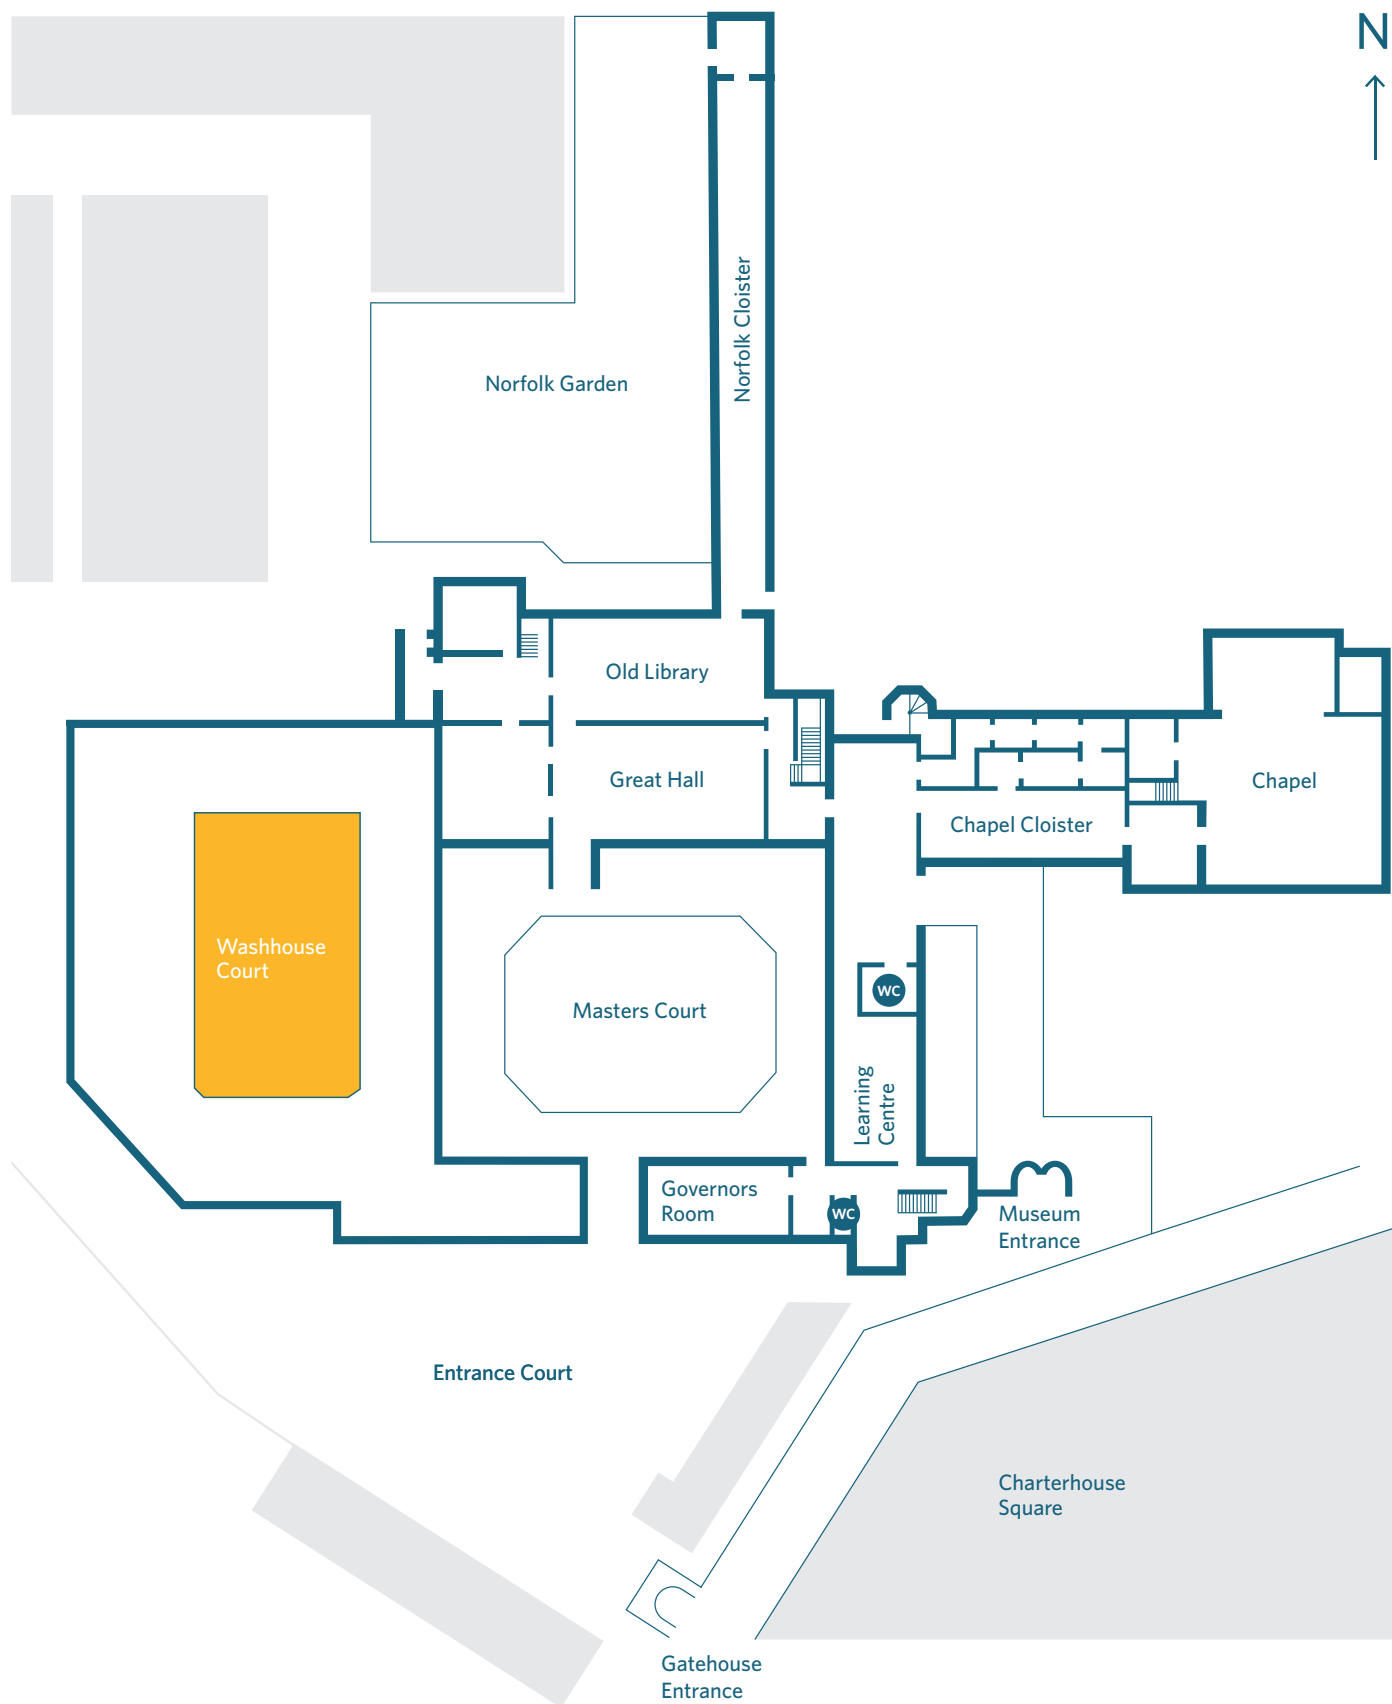 N
Norfolk Cloister
Norfolk Garden
Old Library
Great Hall
Chapel
Chapel Cloister
Washhouse
Court
WC
Masters Court
Learning
Centre
Governors
Room
WC
Museum
Entrance
Entrance Court
Charterhouse
Square
Gatehouse
Entrance